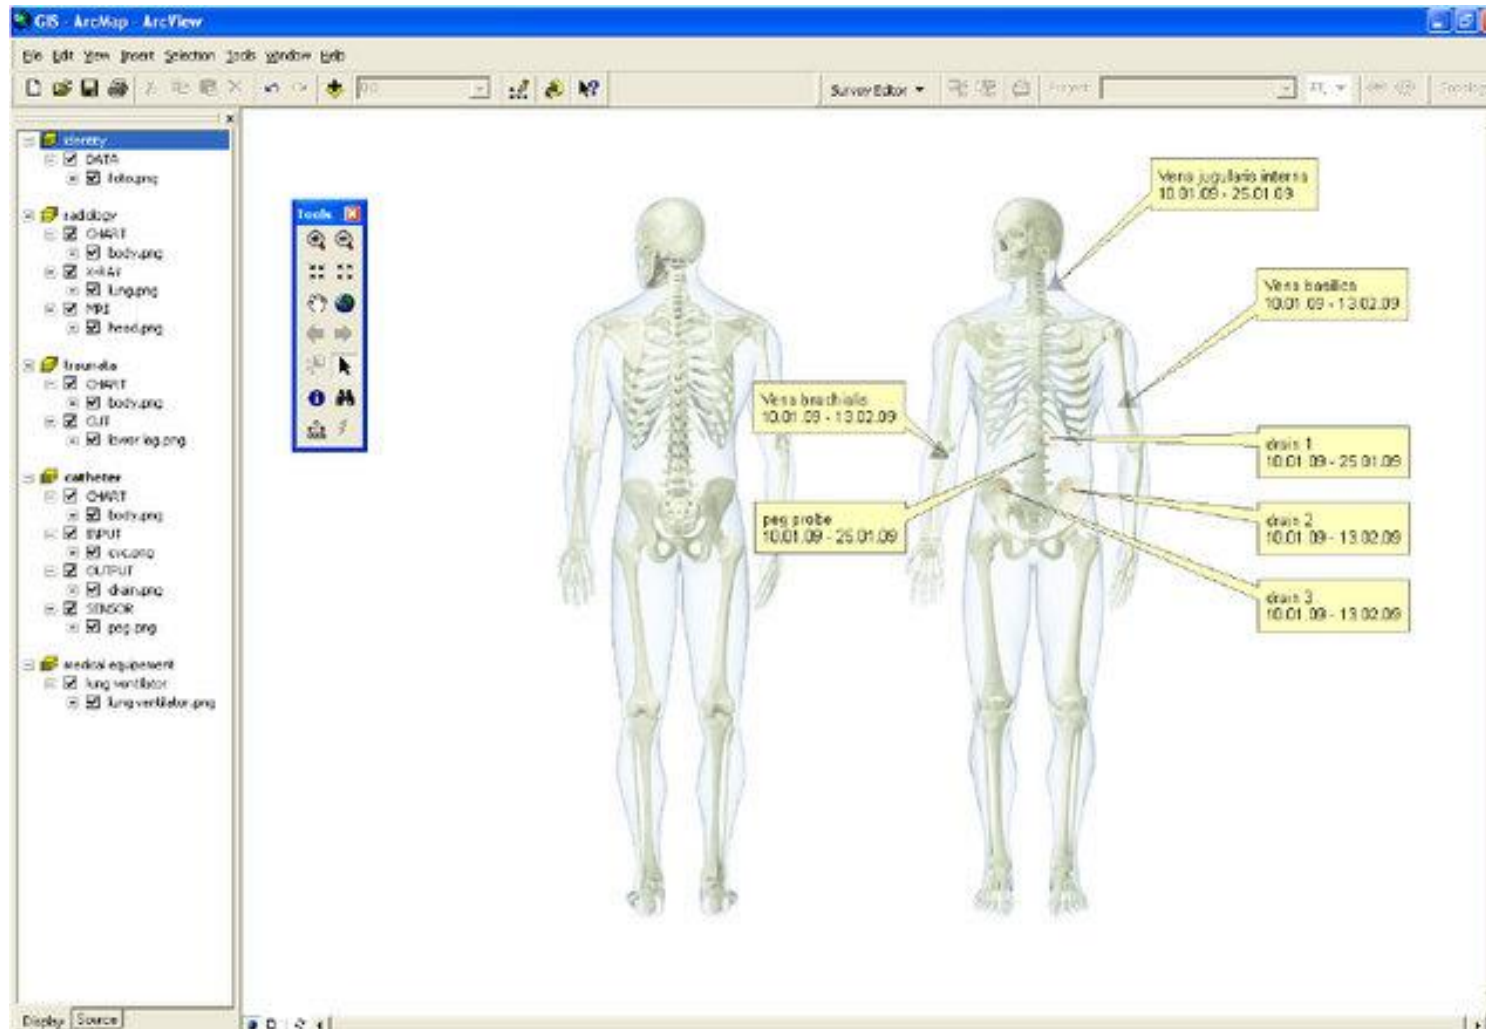 GIS - ArcMap - ArcView
File Edit View Insert Selection Tools Window Help
Survey Editor
Project:
identity
DATA
foto.png
radiology
CHART
body.png
X-RAY
lung.png
MRI
head.png
traumata
CHART
body.png
CUT
lower leg.png
catheter
CHART
body.png
INPUT
cvc.png
OUTPUT
drain.png
SENSOR
peg.png
medical equipement
lung ventilator
lung ventilator.png
Display Source
Tools
Vena jugularis interna
10.01.09 - 25.01.09
Vena basilica
10.01.09 - 13.02.09
Vena brachialis
10.01.09 - 13.02.09
drain 1
10.01.09 - 25.01.09
peg probe
10.01.09 - 25.01.09
drain 2
10.01.09 - 13.02.09
drain 3
10.01.09 - 13.02.09